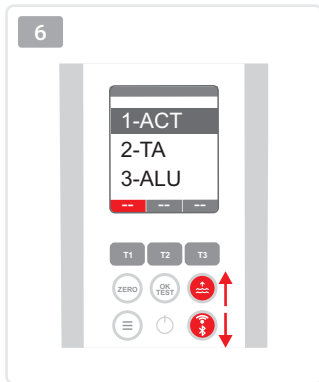 6
1-ACT
2-TA
3-ALU
-- -- --
T1 T2 T3
ZERO OK TEST